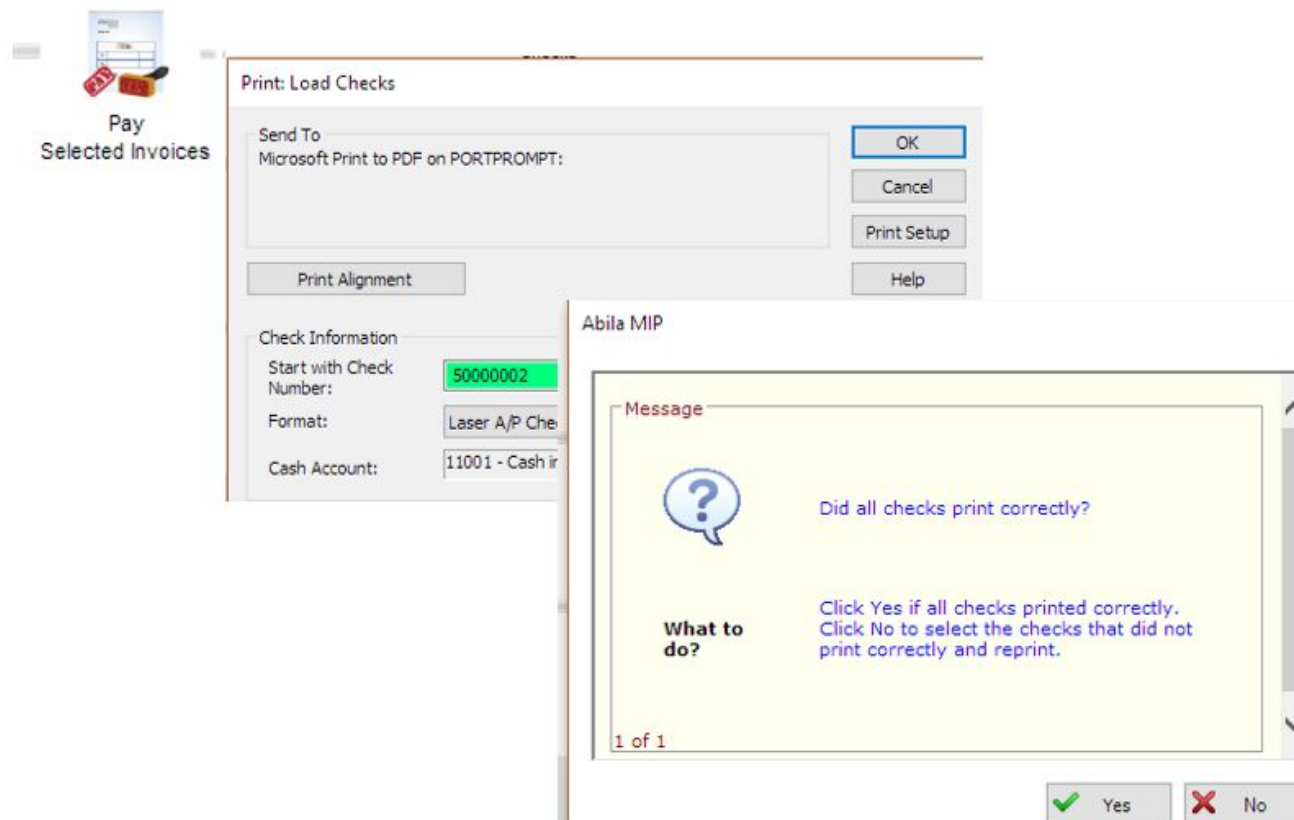 Pay
Selected Invoices
Print: Load Checks
Send To
Microsoft Print to PDF on PORTPROMPT:
OK
Cancel
Print Setup
Print Alignment
Help
Check Information
Start with Check
Number:
50000002
Format:
Laser A/P Che
Cash Account:
11001 - Cash ir
Abila MIP
Message
Did all checks print correctly?
What to
do?
Click Yes if all checks printed correctly.
Click No to select the checks that did not
print correctly and reprint.
1 of 1
Yes
No